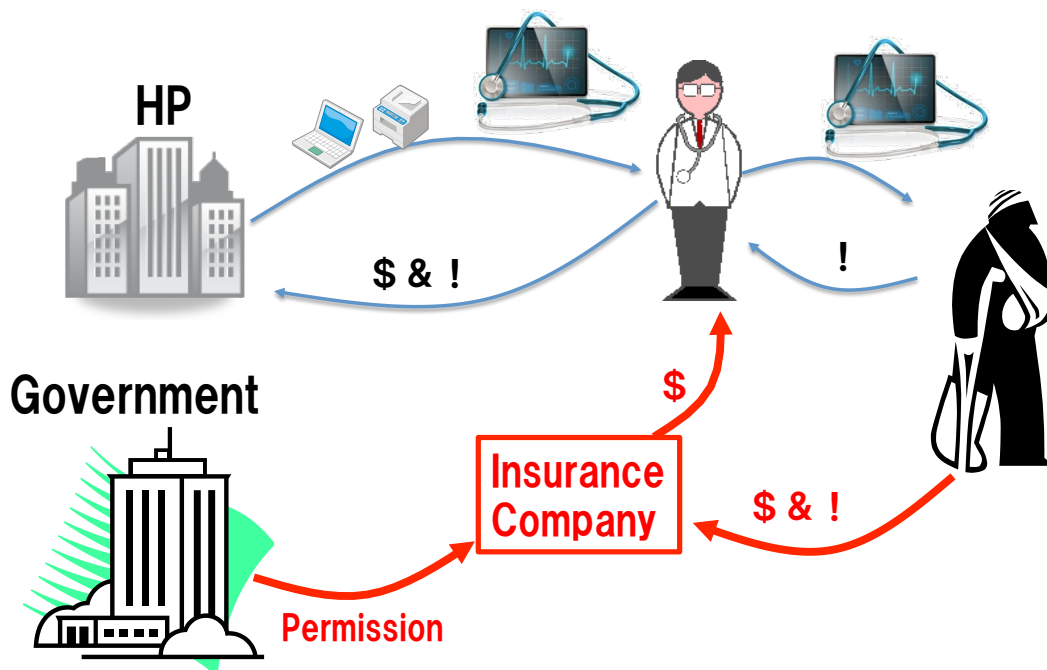 HP
$ & !
!
Government
$
Insurance
Company
$ & !
Permission